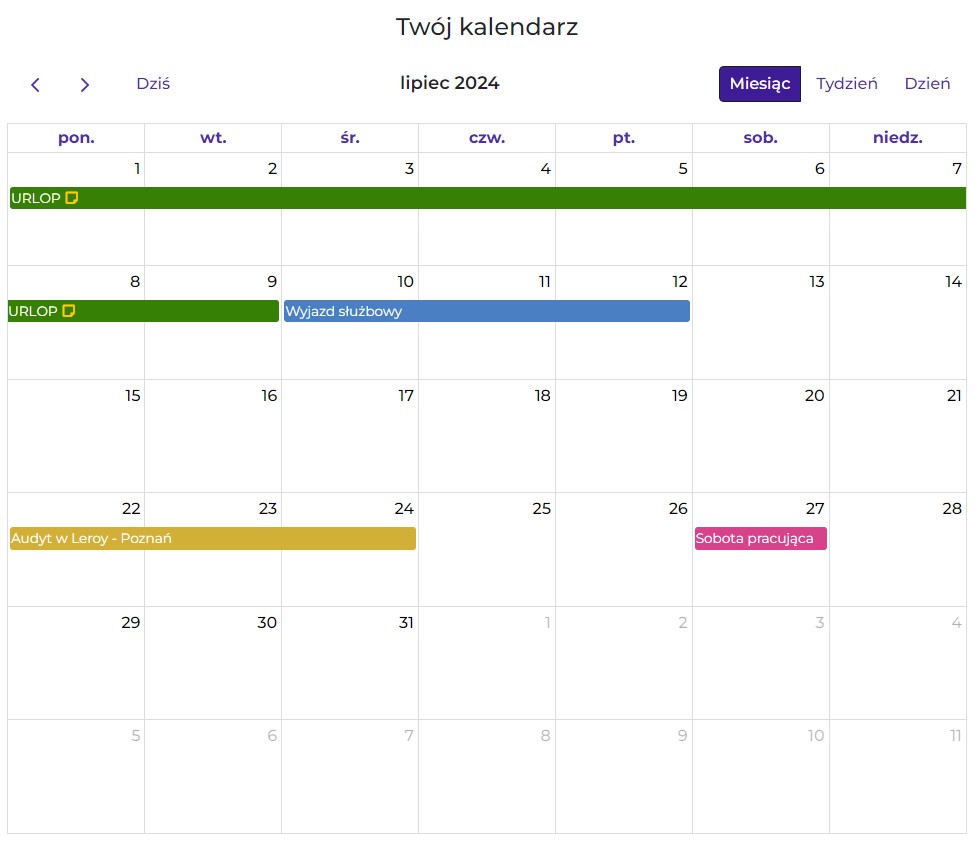 Twój kalendarz
Dziś lipiec 2024 Miesiąc Tydzień Dzień
pon. wt. śr. czw. pt. sob. niedz.
1 2 3 4 5 6 7
URLOP
8 9 10 11 12 13 14
URLOP Wyjazd służbowy
15 16 17 18 19 20 21
22 23 24 25 26 27 28
Audyt w Leroy - Poznań Sobota pracująca
29 30 31 1 2 3 4
5 6 7 8 9 10 11